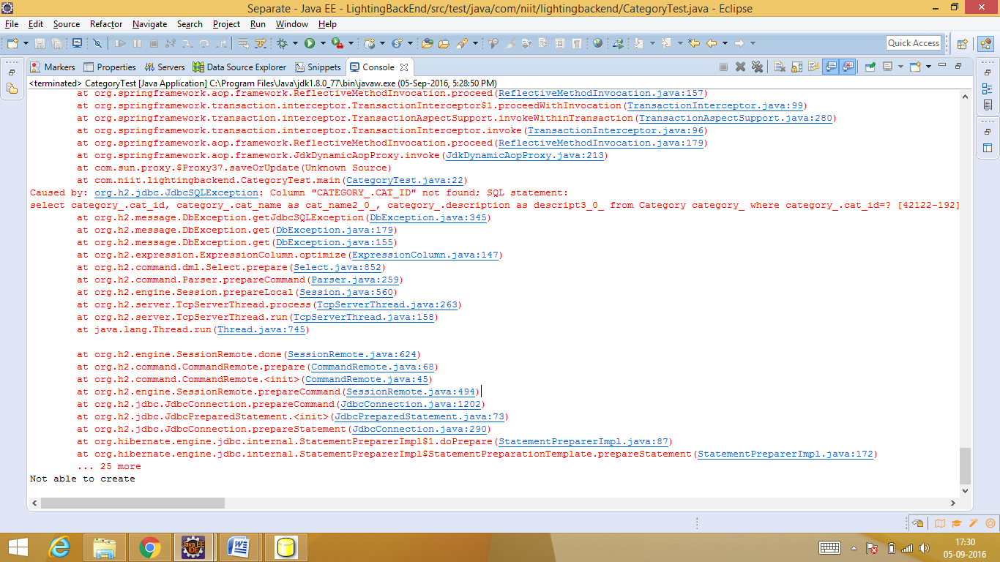 Separate - Java EE - LightingBackEnd/src/test/java/com/niit/lightingbackend/CategoryTest.java - Eclipse
File Edit Source Refactor Navigate Search Project Run Window Help
Quick Access
Markers Properties Servers Data Source Explorer Snippets Console
<terminated> CategoryTest [Java Application] C:\Program Files\Java\jdk1.8.0_77\bin\javaw.exe (05-Sep-2016, 5:28:50 PM)
at org.springframework.aop.framework.ReflectiveMethodInvocation.proceed(ReflectiveMethodInvocation.java:157)
at org.springframework.transaction.interceptor.TransactionInterceptor$1.proceedWithInvocation(TransactionInterceptor.java:99)
at org.springframework.transaction.interceptor.TransactionAspectSupport.invokeWithinTransaction(TransactionAspectSupport.java:280)
at org.springframework.transaction.interceptor.TransactionInterceptor.invoke(TransactionInterceptor.java:96)
at org.springframework.aop.framework.ReflectiveMethodInvocation.proceed(ReflectiveMethodInvocation.java:179)
at org.springframework.aop.framework.JdkDynamicAopProxy.invoke(JdkDynamicAopProxy.java:213)
at com.sun.proxy.$Proxy37.saveOrUpdate(Unknown Source)
at com.niit.lightingbackend.CategoryTest.main(CategoryTest.java:22)
Caused by: org.h2.jdbc.JdbcSQLException: Column "CATEGORY_.CAT_ID" not found; SQL statement:
select category_.cat_id, category_.cat_name as cat_name2_0_, category_.description as descript3_0_ from Category category_ where category_.cat_id=? [42122-192]
at org.h2.message.DbException.getJdbcSQLException(DbException.java:345)
at org.h2.message.DbException.get(DbException.java:179)
at org.h2.message.DbException.get(DbException.java:155)
at org.h2.expression.ExpressionColumn.optimize(ExpressionColumn.java:147)
at org.h2.command.dml.Select.prepare(Select.java:852)
at org.h2.command.Parser.prepareCommand(Parser.java:259)
at org.h2.engine.Session.prepareLocal(Session.java:560)
at org.h2.server.TcpServerThread.process(TcpServerThread.java:263)
at org.h2.server.TcpServerThread.run(TcpServerThread.java:158)
at java.lang.Thread.run(Thread.java:745)
at org.h2.engine.SessionRemote.done(SessionRemote.java:624)
at org.h2.command.CommandRemote.prepare(CommandRemote.java:68)
at org.h2.command.CommandRemote.<init>(CommandRemote.java:45)
at org.h2.engine.SessionRemote.prepareCommand(SessionRemote.java:494)
at org.h2.jdbc.JdbcConnection.prepareCommand(JdbcConnection.java:1202)
at org.h2.jdbc.JdbcPreparedStatement.<init>(JdbcPreparedStatement.java:73)
at org.h2.jdbc.JdbcConnection.prepareStatement(JdbcConnection.java:290)
at org.hibernate.engine.jdbc.internal.StatementPreparerImpl$1.doPrepare(StatementPreparerImpl.java:87)
at org.hibernate.engine.jdbc.internal.StatementPreparerImpl$StatementPreparationTemplate.prepareStatement(StatementPreparerImpl.java:172)
... 25 more
Not able to create
Java EE
IDE
17:30
05-09-2016